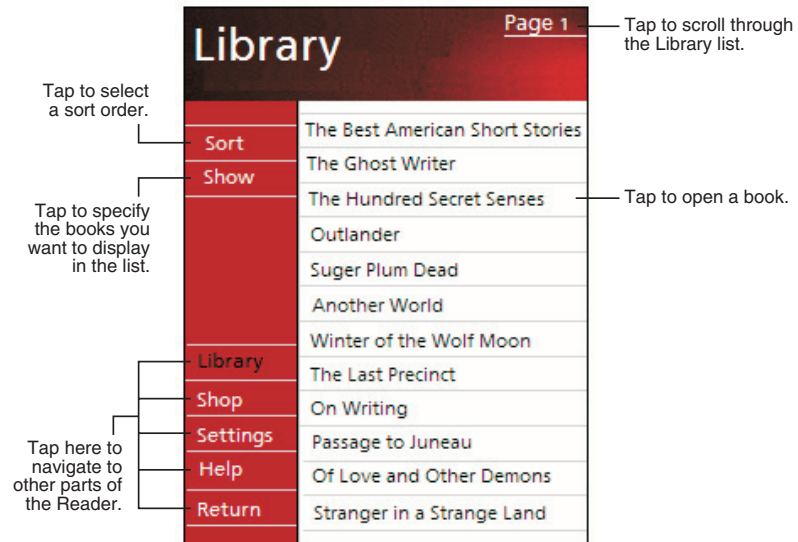 Library
Page 1
Tap to scroll through
the Library list.
Tap to select
a sort order.
Sort
Show
Tap to specify
the books you
want to display
in the list.
The Best American Short Stories
The Ghost Writer
The Hundred Secret Senses
Tap to open a book.
Outlander
Suger Plum Dead
Another World
Winter of the Wolf Moon
The Last Precinct
On Writing
Passage to Juneau
Of Love and Other Demons
Stranger in a Strange Land
Library
Shop
Settings
Help
Return
Tap here to
navigate to
other parts of
the Reader.